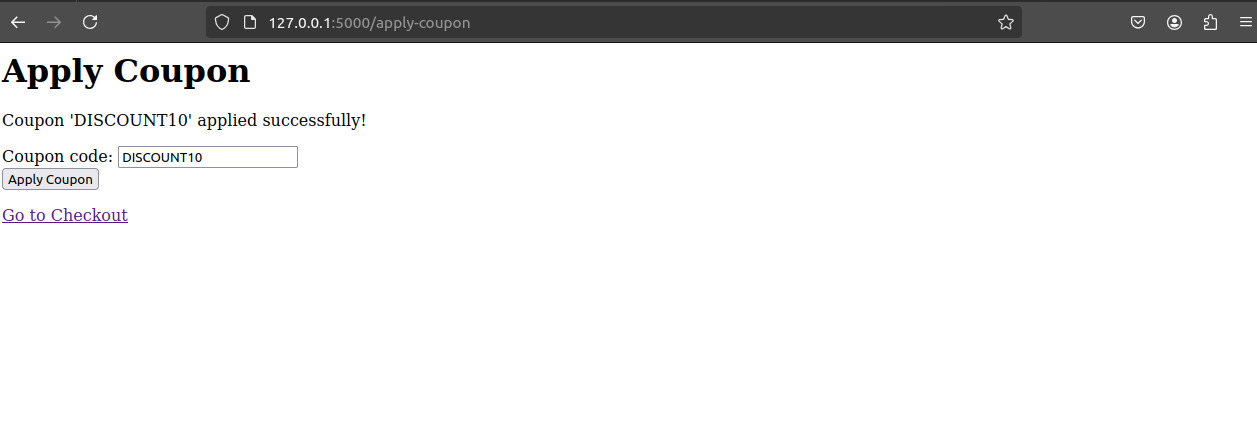 127.0.0.1:5000/apply-coupon
Apply Coupon
Coupon 'DISCOUNT10' applied successfully!
Coupon code: DISCOUNT10
Apply Coupon
Go to Checkout